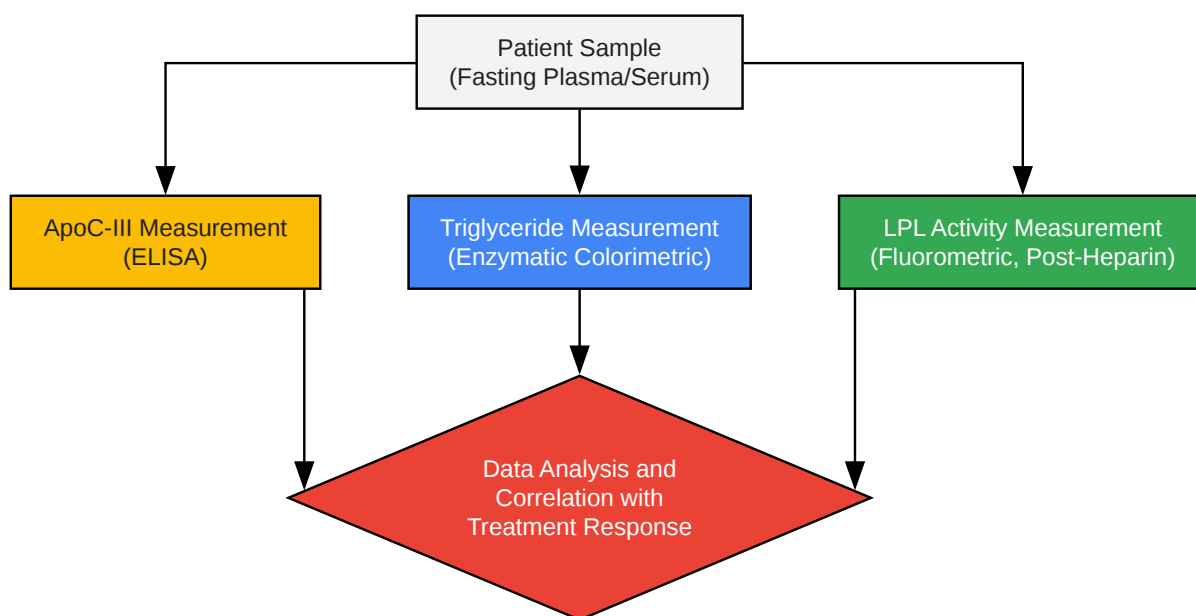 Patient Sample
(Fasting Plasma/Serum)
ApoC-III Measurement
(ELISA)
Triglyceride Measurement
(Enzymatic Colorimetric)
LPL Activity Measurement
(Fluorometric, Post-Heparin)
Data Analysis and
Correlation with
Treatment Response